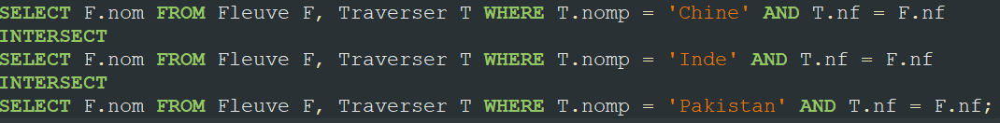 SELECT F.nom FROM Fleuve F, Traverser T WHERE T.nomp = 'Chine' AND T.nf = F.nf
INTERSECT
SELECT F.nom FROM Fleuve F, Traverser T WHERE T.nomp = 'Inde' AND T.nf = F.nf
INTERSECT
SELECT F.nom FROM Fleuve F, Traverser T WHERE T.nomp = 'Pakistan' AND T.nf = F.nf;